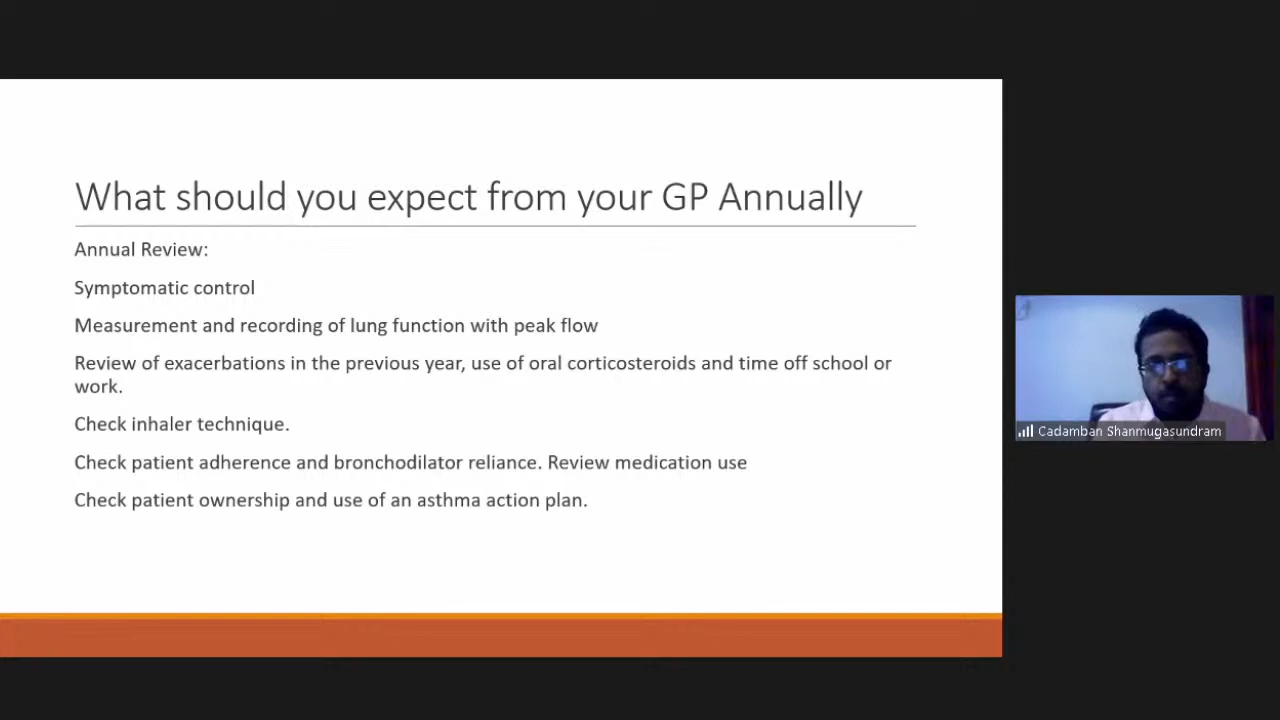 What should you expect from your GP Annually
Annual Review:
Symptomatic control
Measurement and recording of lung function with peak flow
Review of exacerbations in the previous year, use of oral corticosteroids and time off school or
work.
Check inhaler technique.
Check patient adherence and bronchodilator reliance. Review medication use
Check patient ownership and use of an asthma action plan.
Cadamban Shanmugasundram